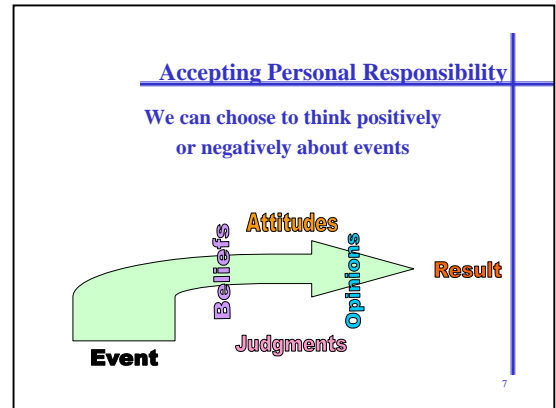 Accepting Personal Responsibility
We can choose to think positively
or negatively about events
Attitudes
Beliefs
Opinions
Result
Judgments
Event
7